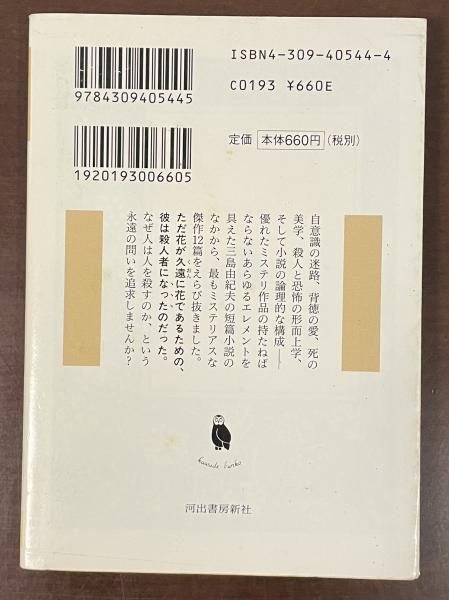 ISBN4-309-40544-4
9784309405445
C0193 ¥660E
定価 本体660円(税別)
1920193006605
自意識の迷路、背徳の愛、死の
美学、殺人と恐怖の形而上学、
そして小説の論理的な構成――
優れたミステリ作品の持たねば
ならないあらゆるエレメントを
具えた三島由紀夫の短篇小説の
なかから、最もミステリアスな
傑作12篇をえらび抜きました。
ただ花が久遠に花であるための、
彼は殺人者になったのだった。
なぜ人は人を殺すのか、という
永遠の問いを追求しませんか?
Kawade bunko
河出書房新社